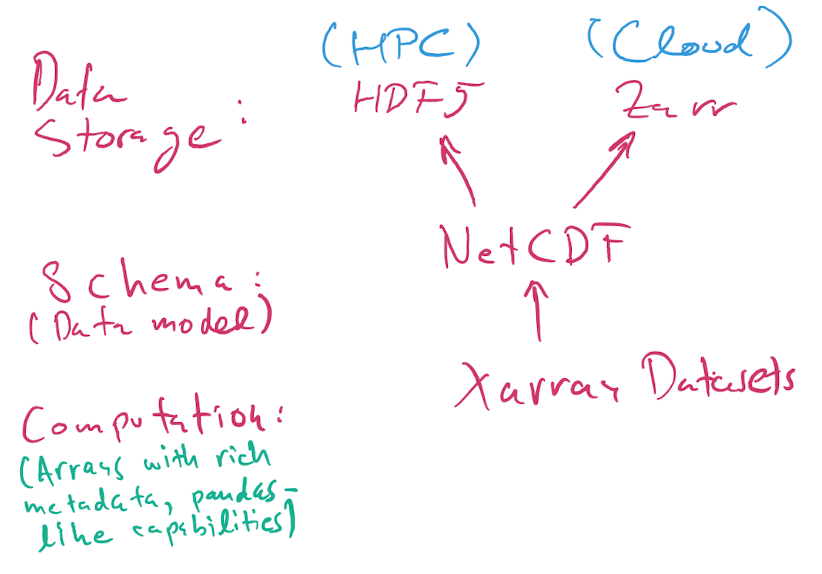 (HPC) (Cloud)
Data HDF5 Zarr
Storage:
NetCDF
Schema:
(Data model)
Xarray Datasets
Computation:
(Arrays with rich
metadata, pandas-
like capabilities)